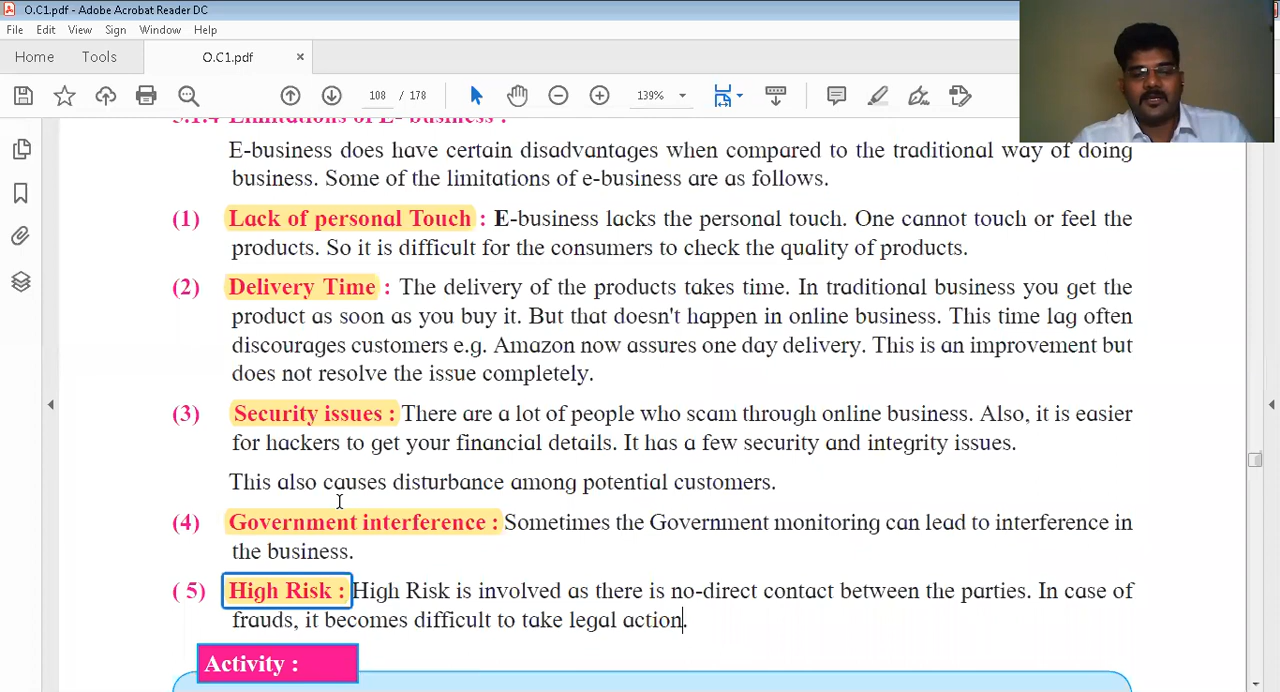 O.C1.pdf - Adobe Acrobat Reader DC
File Edit View Sign Window Help
Home Tools O.C1.pdf ×
108 / 178 139%
5.1.4 Limitations of E- business :
E-business does have certain disadvantages when compared to the traditional way of doing
business. Some of the limitations of e-business are as follows.
(1) Lack of personal Touch : E-business lacks the personal touch. One cannot touch or feel the
products. So it is difficult for the consumers to check the quality of products.
(2) Delivery Time : The delivery of the products takes time. In traditional business you get the
product as soon as you buy it. But that doesn't happen in online business. This time lag often
discourages customers e.g. Amazon now assures one day delivery. This is an improvement but
does not resolve the issue completely.
(3) Security issues : There are a lot of people who scam through online business. Also, it is easier
for hackers to get your financial details. It has a few security and integrity issues.
This also causes disturbance among potential customers.
(4) Government interference : Sometimes the Government monitoring can lead to interference in
the business.
( 5) High Risk : High Risk is involved as there is no-direct contact between the parties. In case of
frauds, it becomes difficult to take legal action.
Activity :